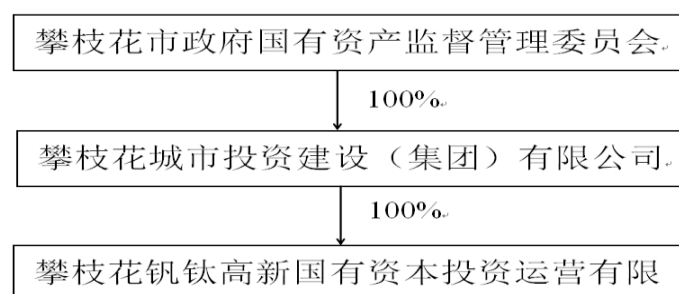 攀枝花市政府国有资产监督管理委员会
100%
攀枝花城市投资建设（集团）有限公司
100%
攀枝花钒钛高新国有资本投资运营有限